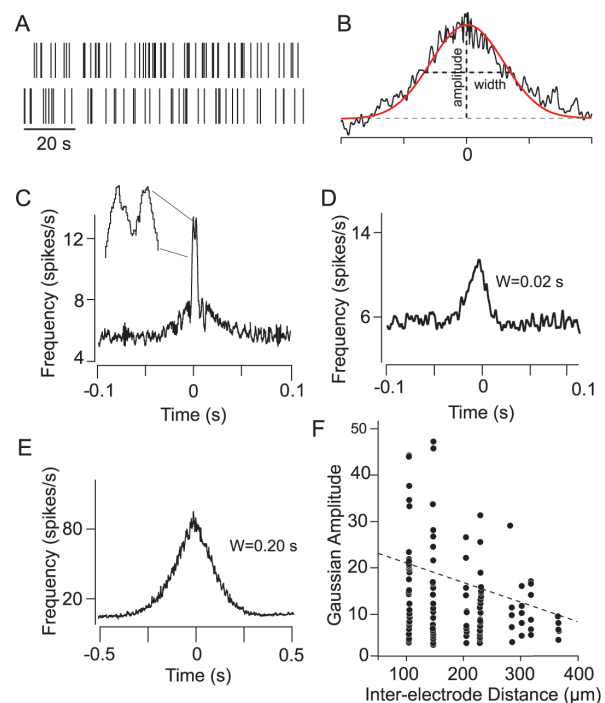 A
20 s
B
amplitude
width
0
C
Frequency (spikes/s)
12
8
4
-0.1
0
0.1
Time (s)
D
Frequency (spikes/s)
14
6
W=0.02 s
-0.1
0
0.1
Time (s)
E
Frequency (spikes/s)
80
20
W=0.20 s
-0.5
0
0.5
Time (s)
F
Gaussian Amplitude
50
40
30
20
10
0
100
200
300
400
Inter-electrode Distance (µm)